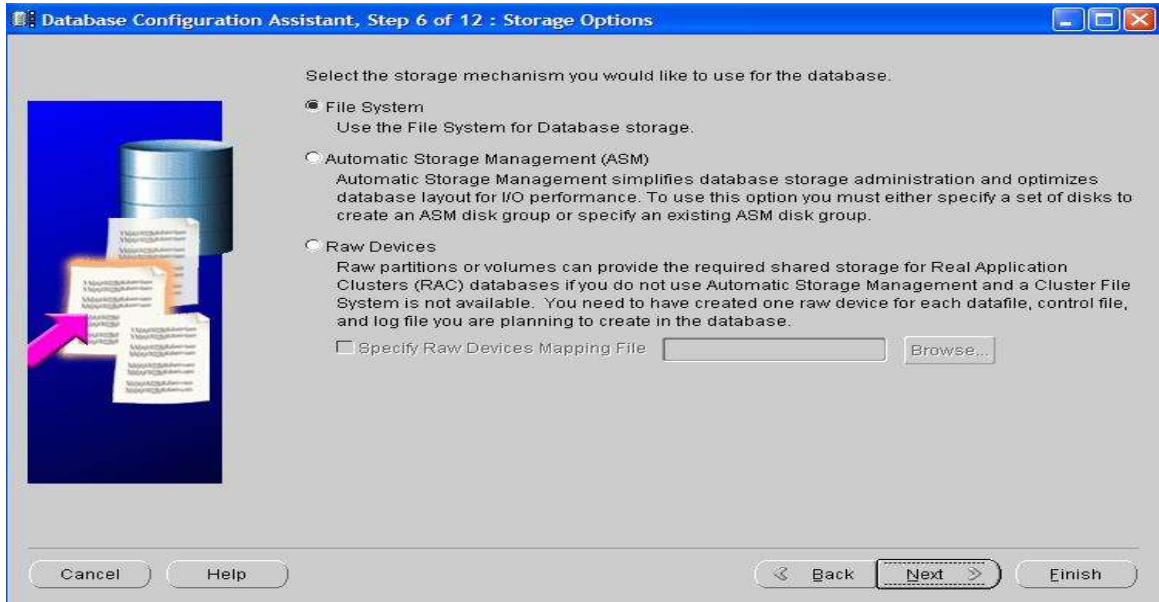 Database Configuration Assistant, Step 6 of 12 : Storage Options
Select the storage mechanism you would like to use for the database.
File System
Use the File System for Database storage.
Automatic Storage Management (ASM)
Automatic Storage Management simplifies database storage administration and optimizes
database layout for I/O performance. To use this option you must either specify a set of disks to
create an ASM disk group or specify an existing ASM disk group.
Raw Devices
Raw partitions or volumes can provide the required shared storage for Real Application
Clusters (RAC) databases if you do not use Automatic Storage Management and a Cluster File
System is not available. You need to have created one raw device for each datafile, control file,
and log file you are planning to create in the database.
Specify Raw Devices Mapping File
Browse...
Cancel
Help
Back
Next
Finish